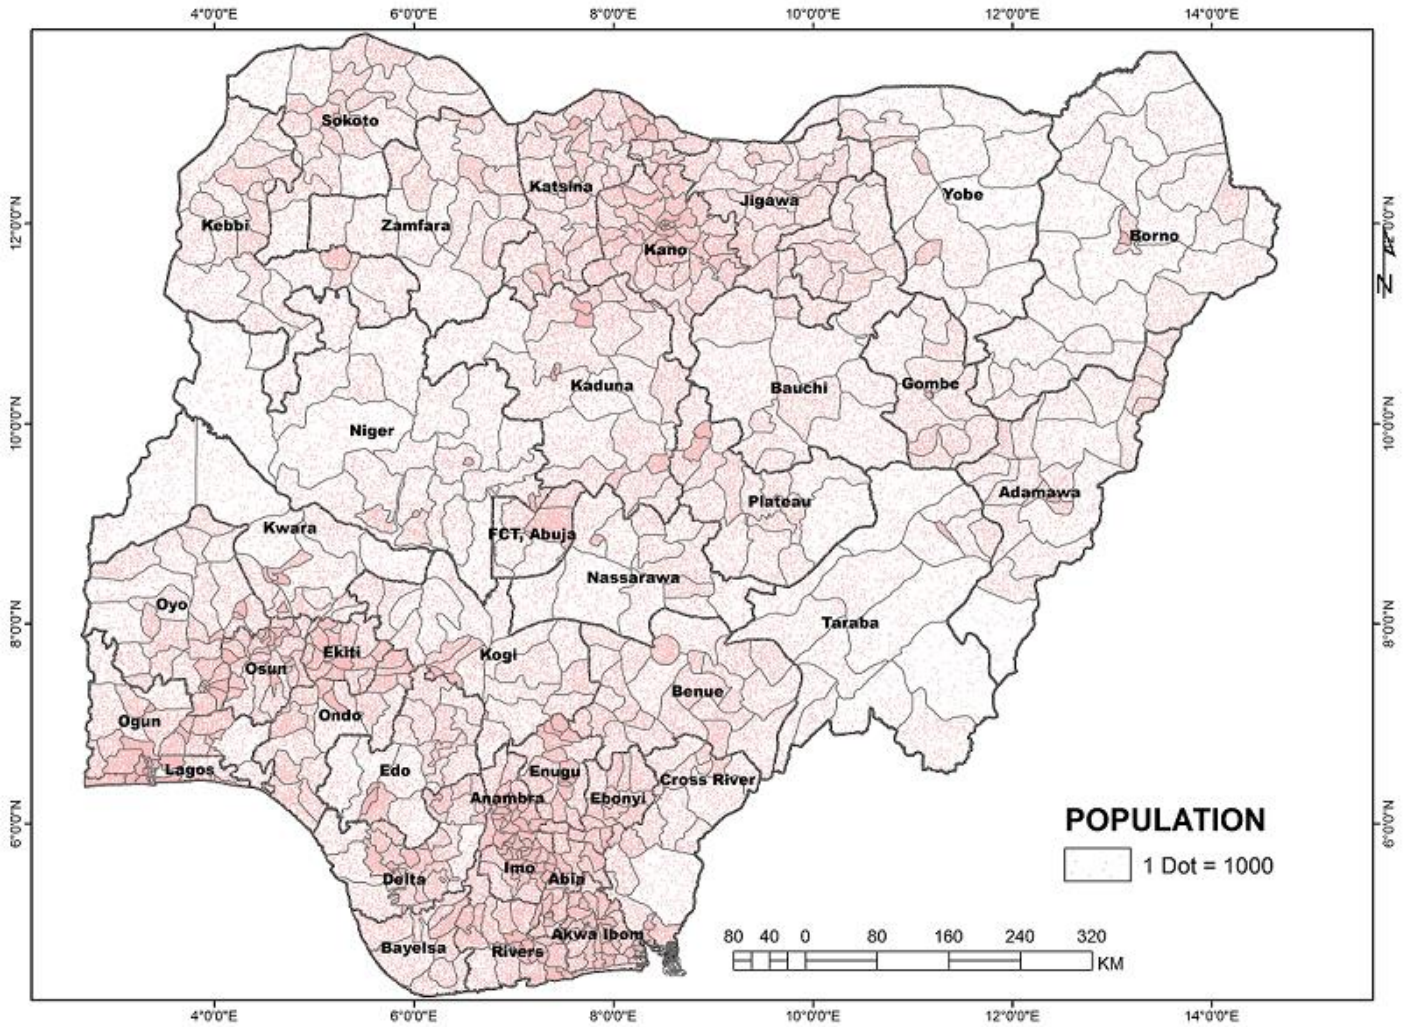 4°0'0"E 6°0'0"E 8°0'0"E 10°0'0"E 12°0'0"E 14°0'0"E
Sokoto
Katsina
Jigawa
Yobe
Kebbi
Zamfara
Kano
Borno
12°0'0"N
12°0'0"N
N
Kaduna
Bauchi
Gombe
Niger
10°0'0"N
10°0'0"N
Plateau
Adamawa
Kwara
FCT, Abuja
Nassarawa
Oyo
Taraba
8°0'0"N
8°0'0"N
Ekiti
Osun
Kogi
Benue
Ogun
Ondo
Lagos
Edo
Enugu
Cross River
Anambra
Ebonyi
6°0'0"N
6°0'0"N
POPULATION
1 Dot = 1000
Imo
Delta
Abia
Akwa Ibom
Bayelsa
Rivers
80 40 0 80 160 240 320
KM
4°0'0"E 6°0'0"E 8°0'0"E 10°0'0"E 12°0'0"E 14°0'0"E